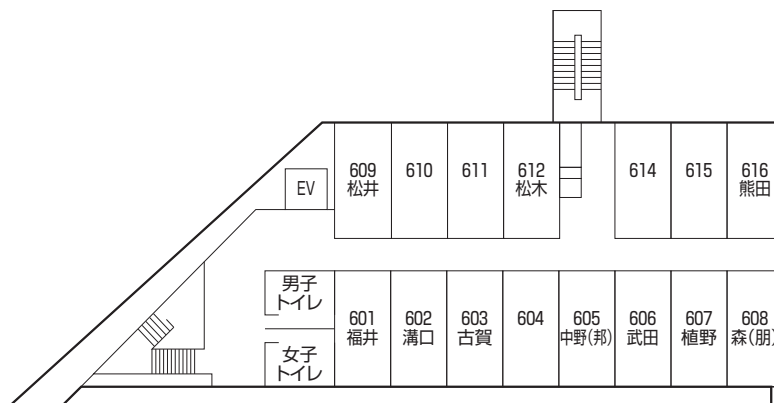 EV
609
松井
610
611
612
松木
614
615
616
熊田
男子
トイレ
女子
トイレ
601
福井
602
溝口
603
古賀
604
605
中野(邦)
606
武田
607
植野
608
森(朋)